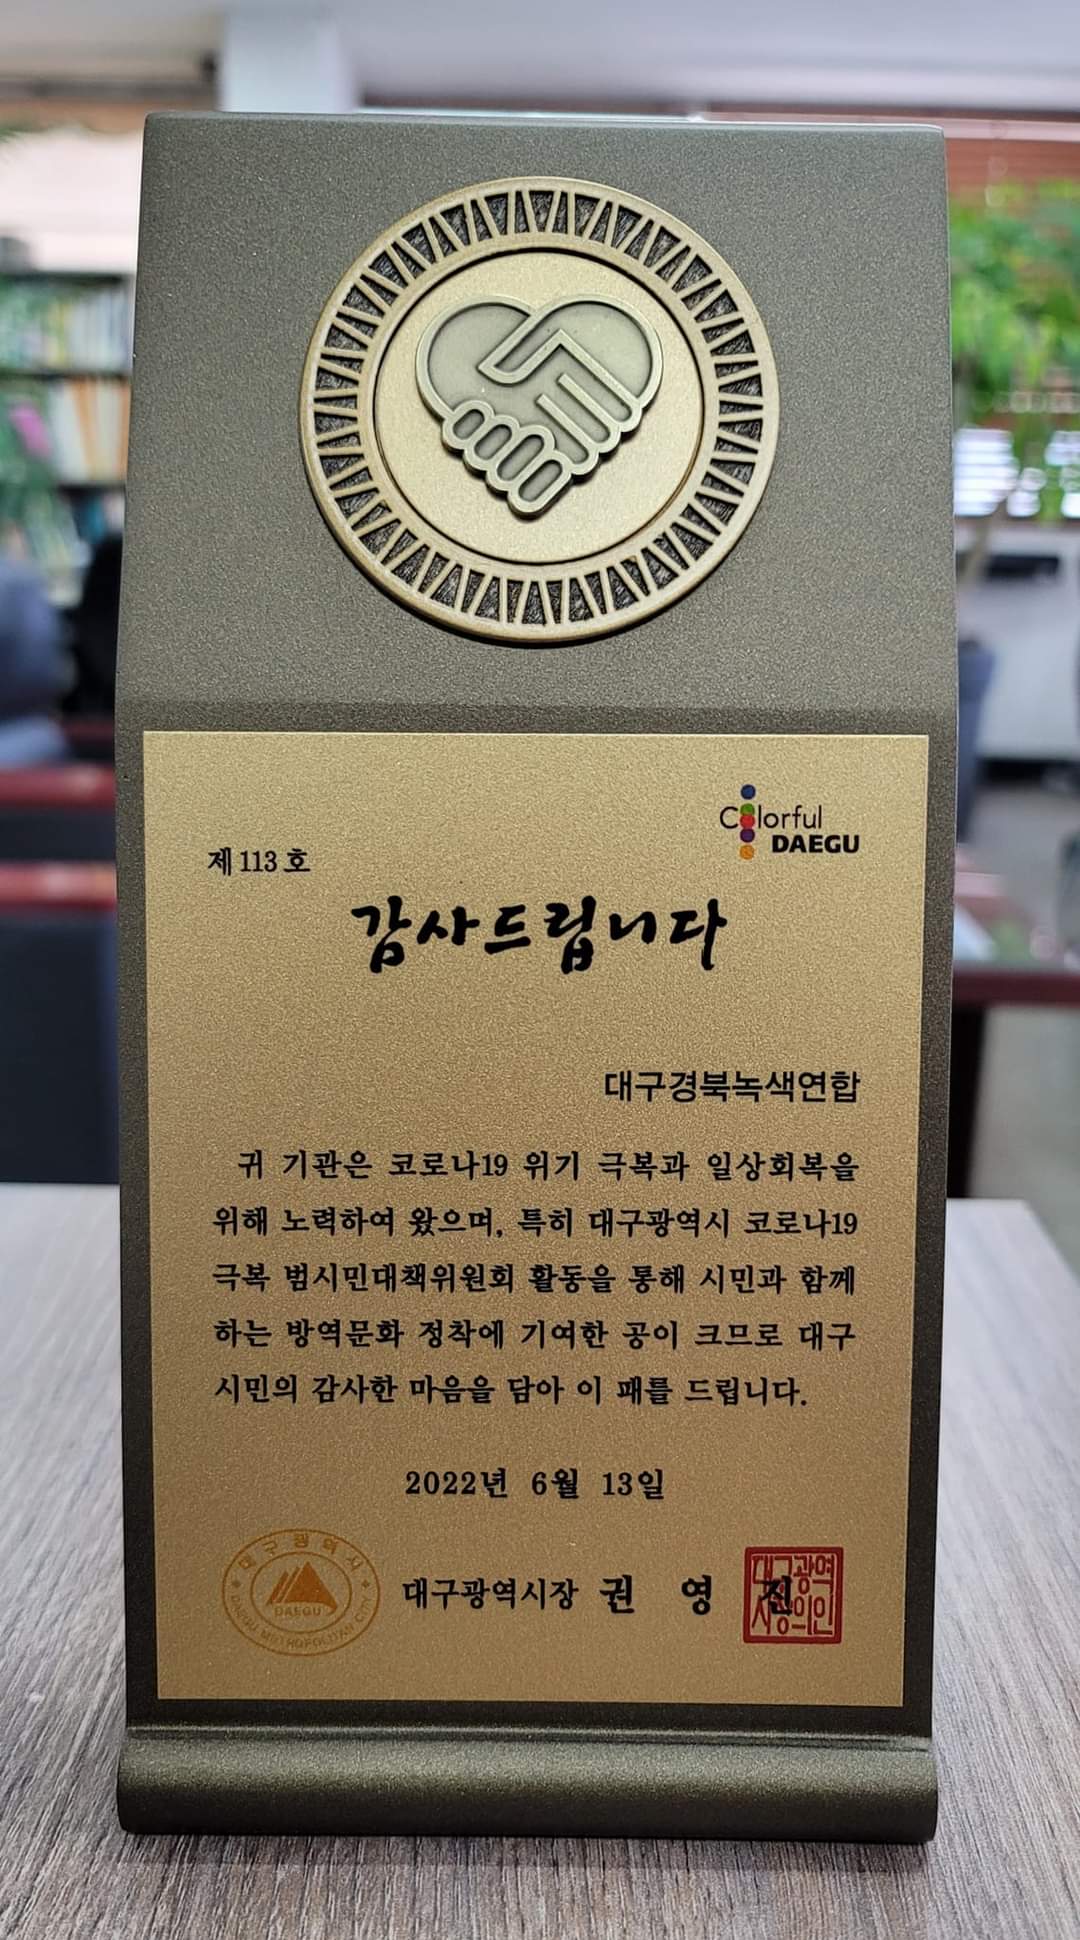 Colorful
DAEGU
제 113 호
감사드립니다
대구경북녹색연합
귀 기관은 코로나19 위기 극복과 일상회복을
위해 노력하여 왔으며, 특히 대구광역시 코로나19
극복 범시민대책위원회 활동을 통해 시민과 함께
하는 방역문화 정착에 기여한 공이 크므로 대구
시민의 감사한 마음을 담아 이 패를 드립니다.
2022년 6월 13일
대구광역시
DAEGU
DAEGU METROPOLITAN CITY
대구광역시장 권 영 진
대구광역
시장의인